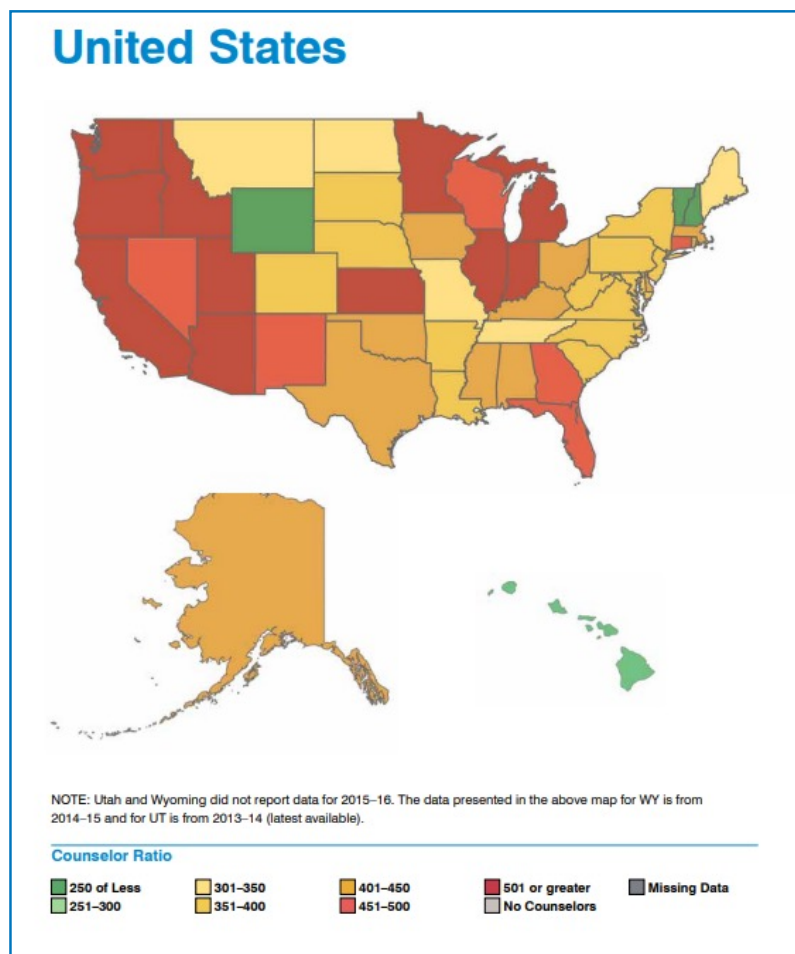 United States
NOTE: Utah and Wyoming did not report data for 2015–16. The data presented in the above map for WY is from
2014–15 and for UT is from 2013–14 (latest available).
Counselor Ratio
250 of Less
301–350
401–450
501 or greater
Missing Data
251–300
351–400
451–500
No Counselors